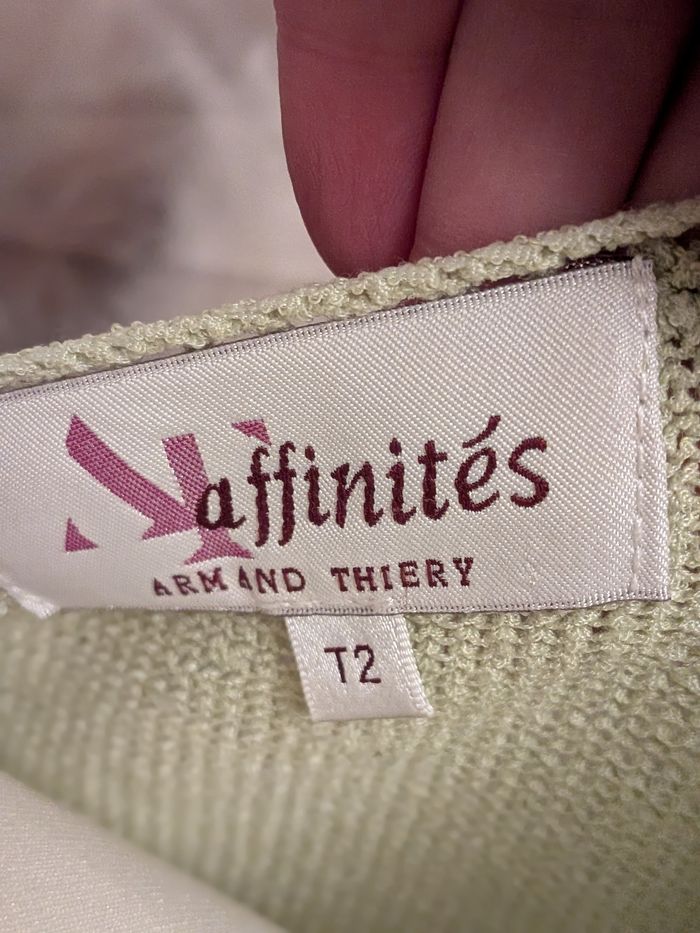 affinités
ARMAND THIERY
T2